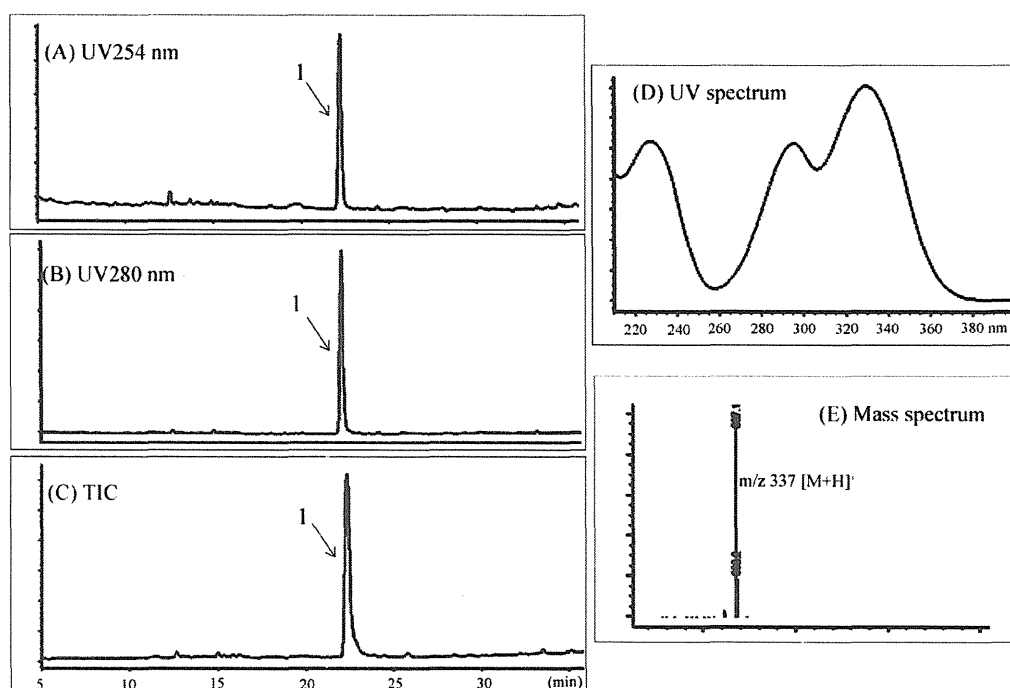 (A) UV254 nm
1
(B) UV280 nm
1
(C) TIC
1
5 10 15 22 25 30 (min)
(D) UV spectrum
220 240 260 280 300 320 340 360 380 nm
(E) Mass spectrum
m/z 337 [M+H]